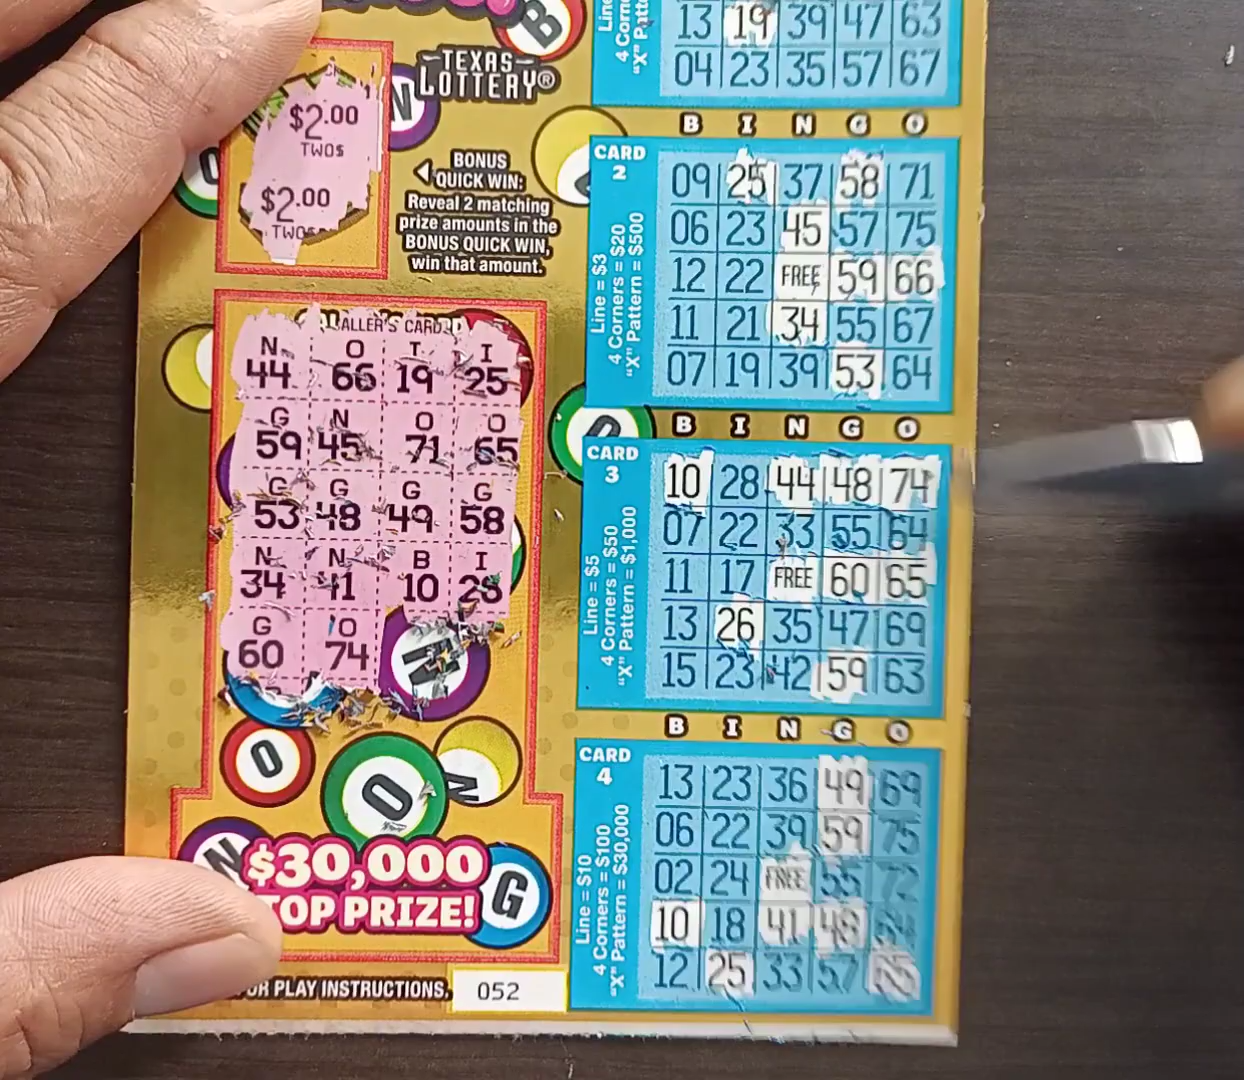 TEXAS
LOTTERY®
$2.00
TWOS
$2.00
TWOS
BONUS
QUICK WIN:
Reveal 2 matching
prize amounts in the
BONUS QUICK WIN,
win that amount.
CALLER'S CARD
N O I I
44 66 19 25
G N O O
59 45 71 65
G G G G
53 48 49 58
N N B I
34 41 10 26
G O
60 74
$30,000
TOP PRIZE!
PLAY INSTRUCTIONS.
052
13 19 39 47 63
04 23 35 57 67
B I N G O
CARD
2
Line = $3
4 Corners = $20
"X" Pattern = $500
09 25 37 58 71
06 23 45 57 75
12 22 FREE 59 66
11 21 34 55 67
07 19 39 53 64
B I N G O
CARD
3
Line = $5
4 Corners = $50
"X" Pattern = $1,000
10 28 44 48 74
07 22 33 55 64
11 17 FREE 60 65
13 26 35 47 69
15 23 42 59 63
B I N G O
CARD
4
Line = $10
4 Corners = $100
"X" Pattern = $30,000
13 23 36 49 69
06 22 39 59 75
02 24 FREE 55 72
10 18 41 48 64
12 25 33 57